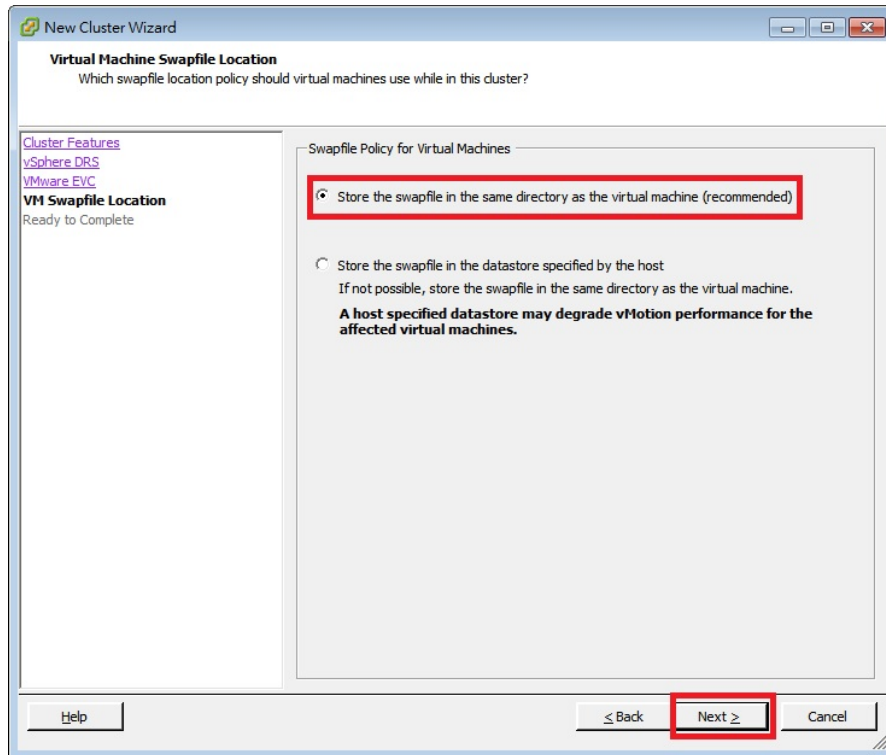 New Cluster Wizard
Virtual Machine Swapfile Location
Which swapfile location policy should virtual machines use while in this cluster?
Cluster Features
vSphere DRS
VMware EVC
VM Swapfile Location
Ready to Complete
Swapfile Policy for Virtual Machines
Store the swapfile in the same directory as the virtual machine (recommended)
Store the swapfile in the datastore specified by the host
If not possible, store the swapfile in the same directory as the virtual machine.
A host specified datastore may degrade vMotion performance for the
affected virtual machines.
Help
< Back
Next >
Cancel